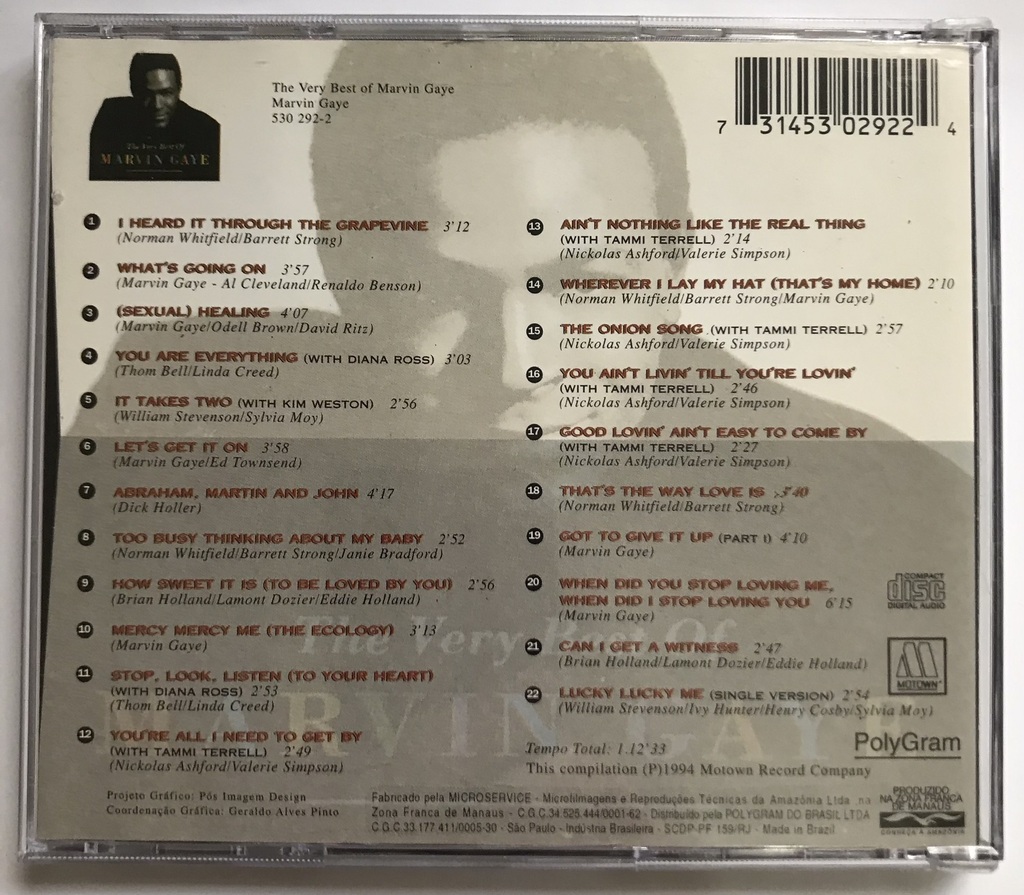 The Very Best Of
MARVIN GAYE
The Very Best of Marvin Gaye
Marvin Gaye
530 292-2
7 31453 02922 4
1 I HEARD IT THROUGH THE GRAPEVINE 3'12
(Norman Whitfield/Barrett Strong)
2 WHAT'S GOING ON 3'57
(Marvin Gaye - Al Cleveland/Renaldo Benson)
3 (SEXUAL) HEALING 4'07
(Marvin Gaye/Odell Brown/David Ritz)
4 YOU ARE EVERYTHING (WITH DIANA ROSS) 3'03
(Thom Bell/Linda Creed)
5 IT TAKES TWO (WITH KIM WESTON) 2'56
(William Stevenson/Sylvia Moy)
6 LET'S GET IT ON 3'58
(Marvin Gaye/Ed Townsend)
7 ABRAHAM, MARTIN AND JOHN 4'17
(Dick Holler)
8 TOO BUSY THINKING ABOUT MY BABY 2'52
(Norman Whitfield/Barrett Strong/Janie Bradford)
9 HOW SWEET IT IS (TO BE LOVED BY YOU) 2'56
(Brian Holland/Lamont Dozier/Eddie Holland)
10 MERCY MERCY ME (THE ECOLOGY) 3'13
(Marvin Gaye)
11 STOP, LOOK, LISTEN (TO YOUR HEART)
(WITH DIANA ROSS) 2'53
(Thom Bell/Linda Creed)
12 YOU'RE ALL I NEED TO GET BY
(WITH TAMMI TERRELL) 2'49
(Nickolas Ashford/Valerie Simpson)
13 AIN'T NOTHING LIKE THE REAL THING
(WITH TAMMI TERRELL) 2'14
(Nickolas Ashford/Valerie Simpson)
14 WHEREVER I LAY MY HAT (THAT'S MY HOME) 2'10
(Norman Whitfield/Barrett Strong/Marvin Gaye)
15 THE ONION SONG (WITH TAMMI TERRELL) 2'57
(Nickolas Ashford/Valerie Simpson)
16 YOU AIN'T LIVIN' TILL YOU'RE LOVIN'
(WITH TAMMI TERRELL) 2'46
(Nickolas Ashford/Valerie Simpson)
17 GOOD LOVIN' AIN'T EASY TO COME BY
(WITH TAMMI TERRELL) 2'27
(Nickolas Ashford/Valerie Simpson)
18 THAT'S THE WAY LOVE IS 3'40
(Norman Whitfield/Barrett Strong)
19 GOT TO GIVE IT UP (PART I) 4'10
(Marvin Gaye)
20 WHEN DID YOU STOP LOVING ME,
WHEN DID I STOP LOVING YOU 6'15
(Marvin Gaye)
21 CAN I GET A WITNESS 2'47
(Brian Holland/Lamont Dozier/Eddie Holland)
22 LUCKY LUCKY ME (SINGLE VERSION) 2'54
(William Stevenson/Ivy Hunter/Henry Cosby/Sylvia Moy)
The Very Best Of
MARVIN GAY
COMPACT
disc
DIGITAL AUDIO
M
MOTOWN
PolyGram
Tempo Total: 1.12'33
This compilation (P)1994 Motown Record Company
Projeto Gráfico: Pós Imagem Design
Coordenação Gráfica: Geraldo Alves Pinto
Fabricado pela MICROSERVICE - Microfilmagens e Reproduções Técnicas da Amazônia Ltda na
Zona Franca de Manaus - C.G.C.34.525.444/0001-62 - Distribuído pela POLYGRAM DO BRASIL LTDA
C.G.C.33.177.411/0005-30 - São Paulo - Indústria Brasileira - SCDP-PF 159/RJ - Made in Brazil
PRODUZIDO
NA ZONA FRANCA
DE MANAUS
CONHEÇA A AMAZÔNIA